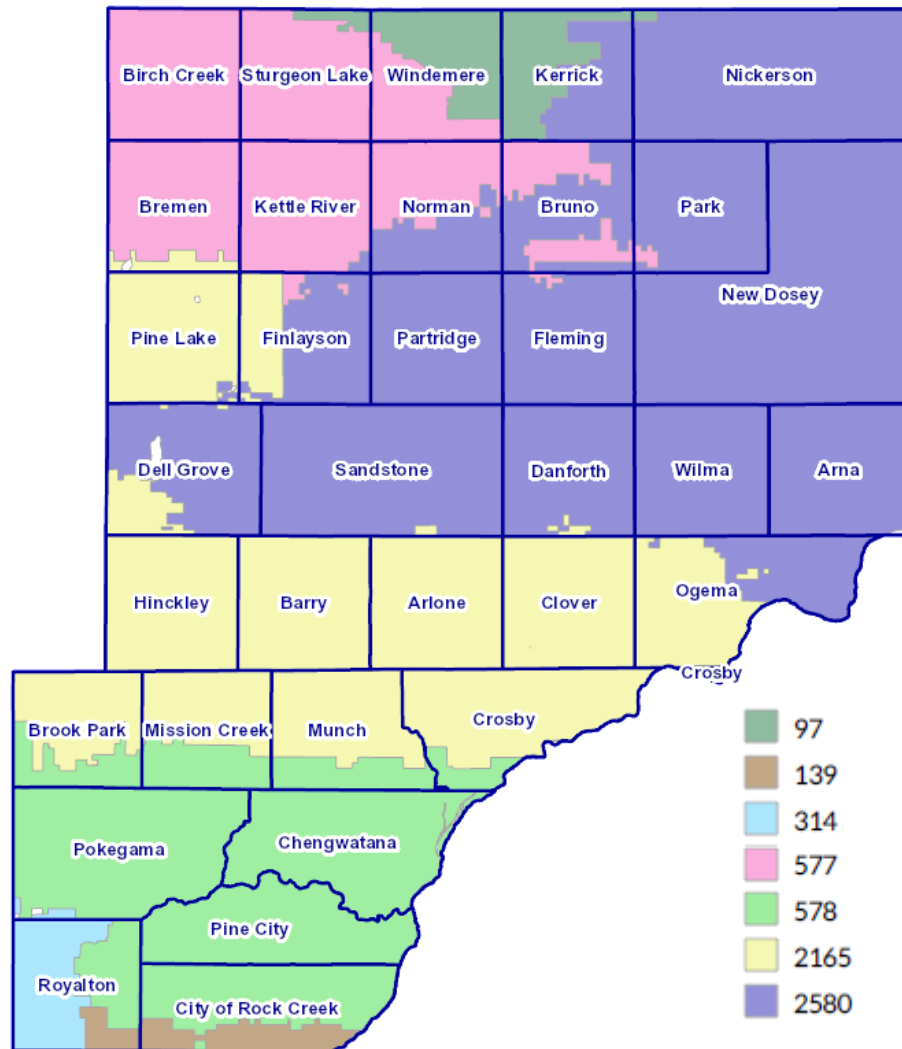 Birch Creek
Sturgeon Lake
Windemere
Kerrick
Nickerson
Bremen
Kettle River
Norman
Bruno
Park
New Dosey
Pine Lake
Finlayson
Partridge
Fleming
Dell Grove
Sandstone
Danforth
Wilma
Arna
Hinckley
Barry
Arlone
Clover
Ogema
Crosby
Brook Park
Mission Creek
Munch
Crosby
Pokegama
Chengwatana
Pine City
Royalton
City of Rock Creek
97
139
314
577
578
2165
2580